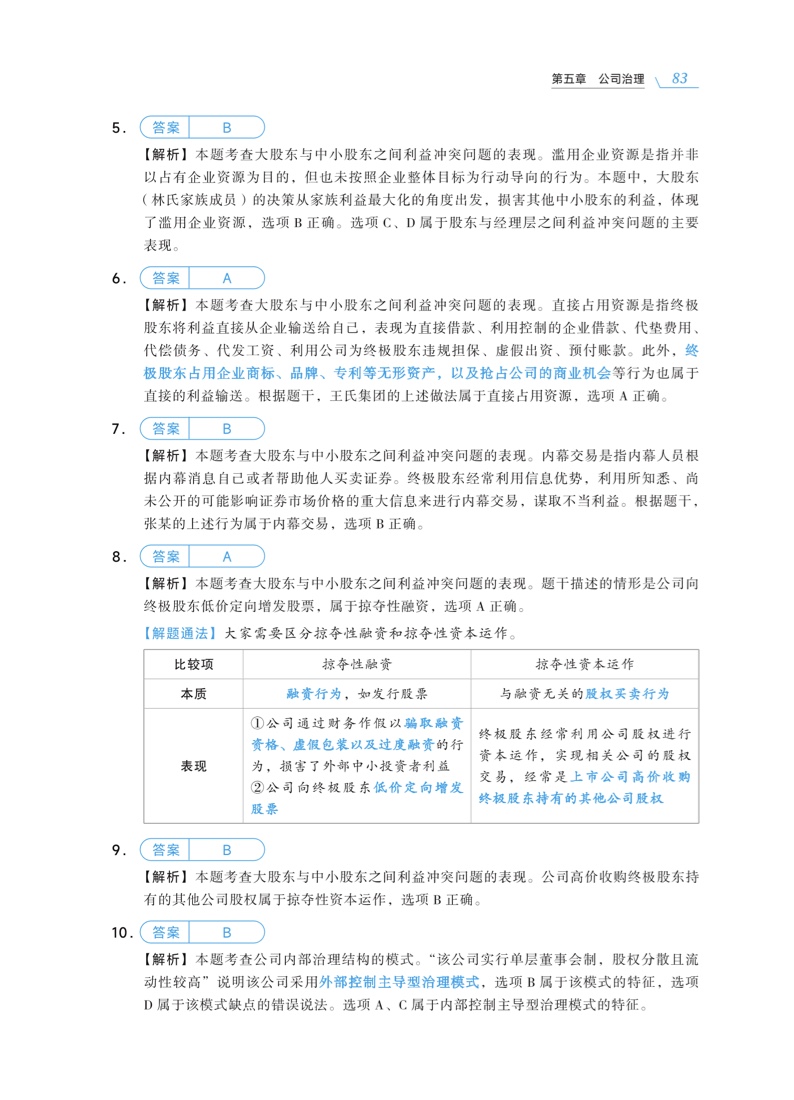 第五章 公司治理 83
5. 答案 B
【解析】本题考查大股东与中小股东之间利益冲突问题的表现。滥用企业资源是指并非
以占有企业资源为目的，但也未按照企业整体目标为行动导向的行为。本题中，大股东
（林氏家族成员）的决策从家族利益最大化的角度出发，损害其他中小股东的利益，体现
了滥用企业资源，选项 B 正确。选项 C、D 属于股东与经理层之间利益冲突问题的主要
表现。
6. 答案 A
【解析】本题考查大股东与中小股东之间利益冲突问题的表现。直接占用资源是指终极
股东将利益直接从企业输送给自己，表现为直接借款、利用控制的企业借款、代垫费用、
代偿债务、代发工资、利用公司为终极股东违规担保、虚假出资、预付账款。此外，终
极股东占用企业商标、品牌、专利等无形资产，以及抢占公司的商业机会等行为也属于
直接的利益输送。根据题干，王氏集团的上述做法属于直接占用资源，选项 A 正确。
7. 答案 B
【解析】本题考查大股东与中小股东之间利益冲突问题的表现。内幕交易是指内幕人员根
据内幕消息自己或者帮助他人买卖证券。终极股东经常利用信息优势，利用所知悉、尚
未公开的可能影响证券市场价格的重大信息来进行内幕交易，谋取不当利益。根据题干，
张某的上述行为属于内幕交易，选项 B 正确。
8. 答案 A
【解析】本题考查大股东与中小股东之间利益冲突问题的表现。题干描述的情形是公司向
终极股东低价定向增发股票，属于掠夺性融资，选项 A 正确。
【解题通法】大家需要区分掠夺性融资和掠夺性资本运作。
比较项 掠夺性融资 掠夺性资本运作
本质 融资行为，如发行股票 与融资无关的股权买卖行为
表现
①公司通过财务作假以骗取融资
资格、虚假包装以及过度融资的行
为，损害了外部中小投资者利益
②公司向终极股东低价定向增发
股票
终极股东经常利用公司股权进行
资本运作，实现相关公司的股权
交易，经常是上市公司高价收购
终极股东持有的其他公司股权
9. 答案 B
【解析】本题考查大股东与中小股东之间利益冲突问题的表现。公司高价收购终极股东持
有的其他公司股权属于掠夺性资本运作，选项 B 正确。
10. 答案 B
【解析】本题考查公司内部治理结构的模式。“该公司实行单层董事会制，股权分散且流
动性较高”说明该公司采用外部控制主导型治理模式，选项 B 属于该模式的特征，选项
D 属于该模式缺点的错误说法。选项 A、C 属于内部控制主导型治理模式的特征。